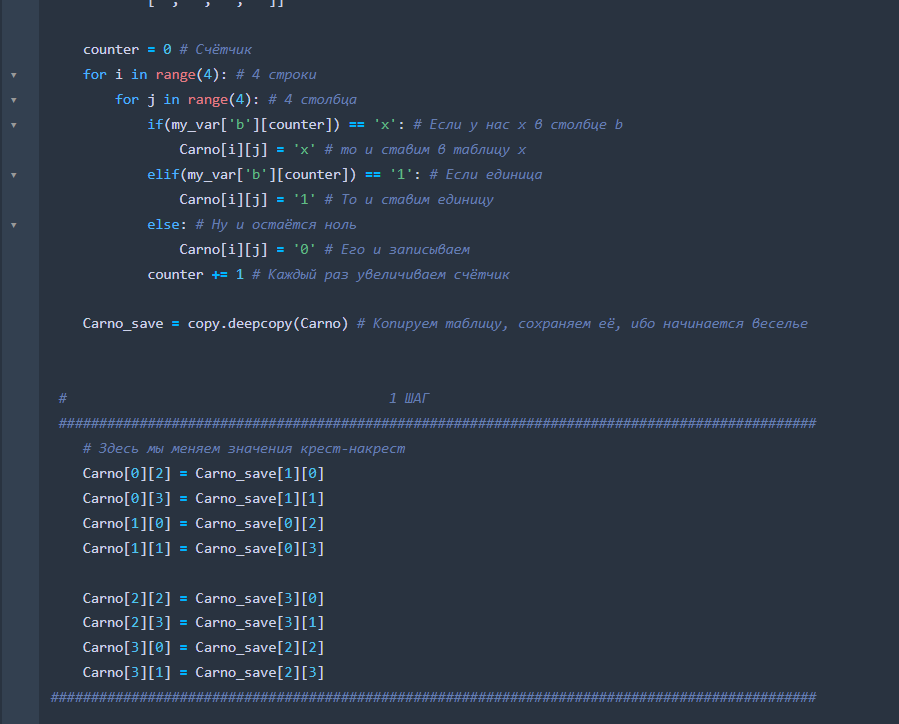 counter = 0 # Счётчик
for i in range(4): # 4 строки
for j in range(4): # 4 столбца
if(my_var['b'][counter]) == 'x': # Если у нас x в столбце b
Carno[i][j] = 'x' # то и ставим в таблицу x
elif(my_var['b'][counter]) == '1': # Если единица
Carno[i][j] = '1' # То и ставим единицу
else: # Ну и остаётся ноль
Carno[i][j] = '0' # Его и записываем
counter += 1 # Каждый раз увеличиваем счётчик
Carno_save = copy.deepcopy(Carno) # Копируем таблицу, сохраняем её, ибо начинается веселье
# 1 ШАГ
##############################################################################################
# Здесь мы меняем значения крест-накрест
Carno[0][2] = Carno_save[1][0]
Carno[0][3] = Carno_save[1][1]
Carno[1][0] = Carno_save[0][2]
Carno[1][1] = Carno_save[0][3]
Carno[2][2] = Carno_save[3][0]
Carno[2][3] = Carno_save[3][1]
Carno[3][0] = Carno_save[2][2]
Carno[3][1] = Carno_save[2][3]
###############################################################################################